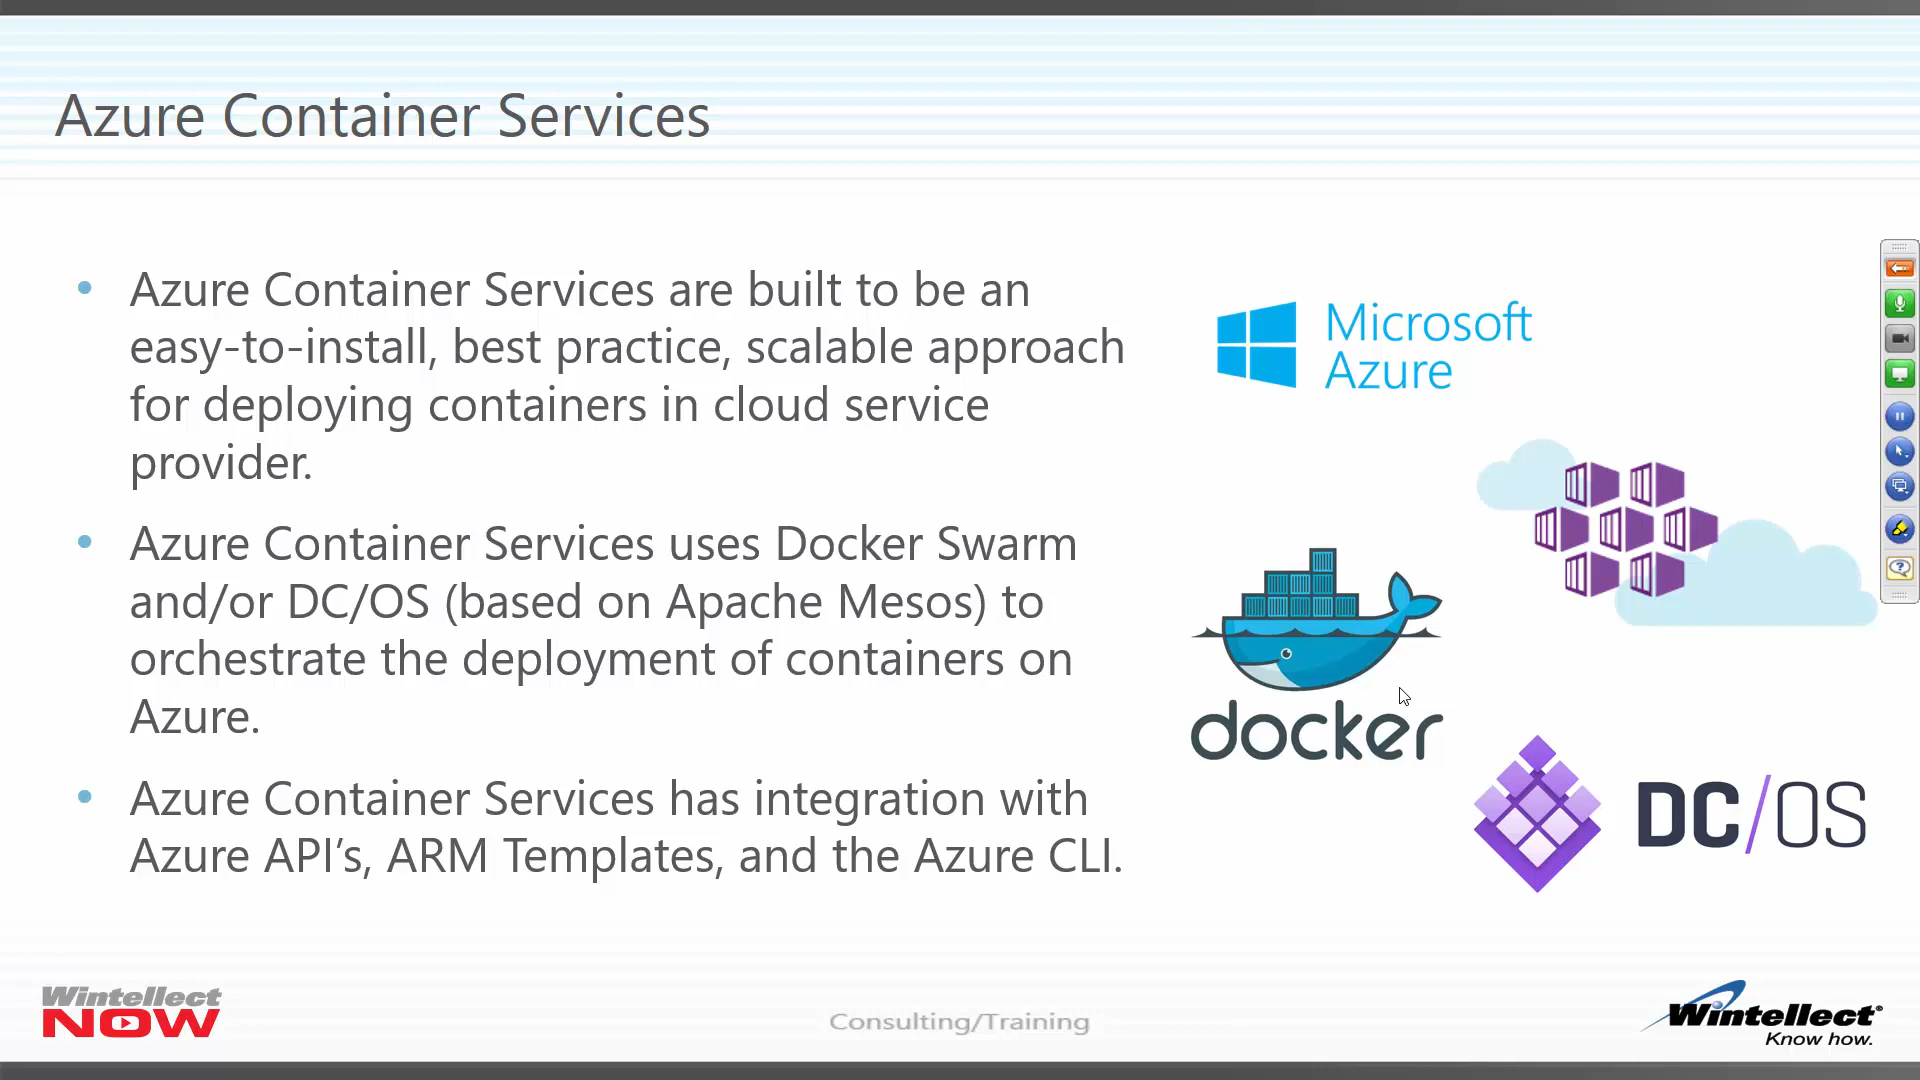 Azure Container Services
• Azure Container Services are built to be an
easy-to-install, best practice, scalable approach
for deploying containers in cloud service
provider.
• Azure Container Services uses Docker Swarm
and/or DC/OS (based on Apache Mesos) to
orchestrate the deployment of containers on
Azure.
• Azure Container Services has integration with
Azure API’s, ARM Templates, and the Azure CLI.
Microsoft
Azure
docker
DC/OS
Wintellect
NOW
Consulting/Training
Wintellect®
Know how.